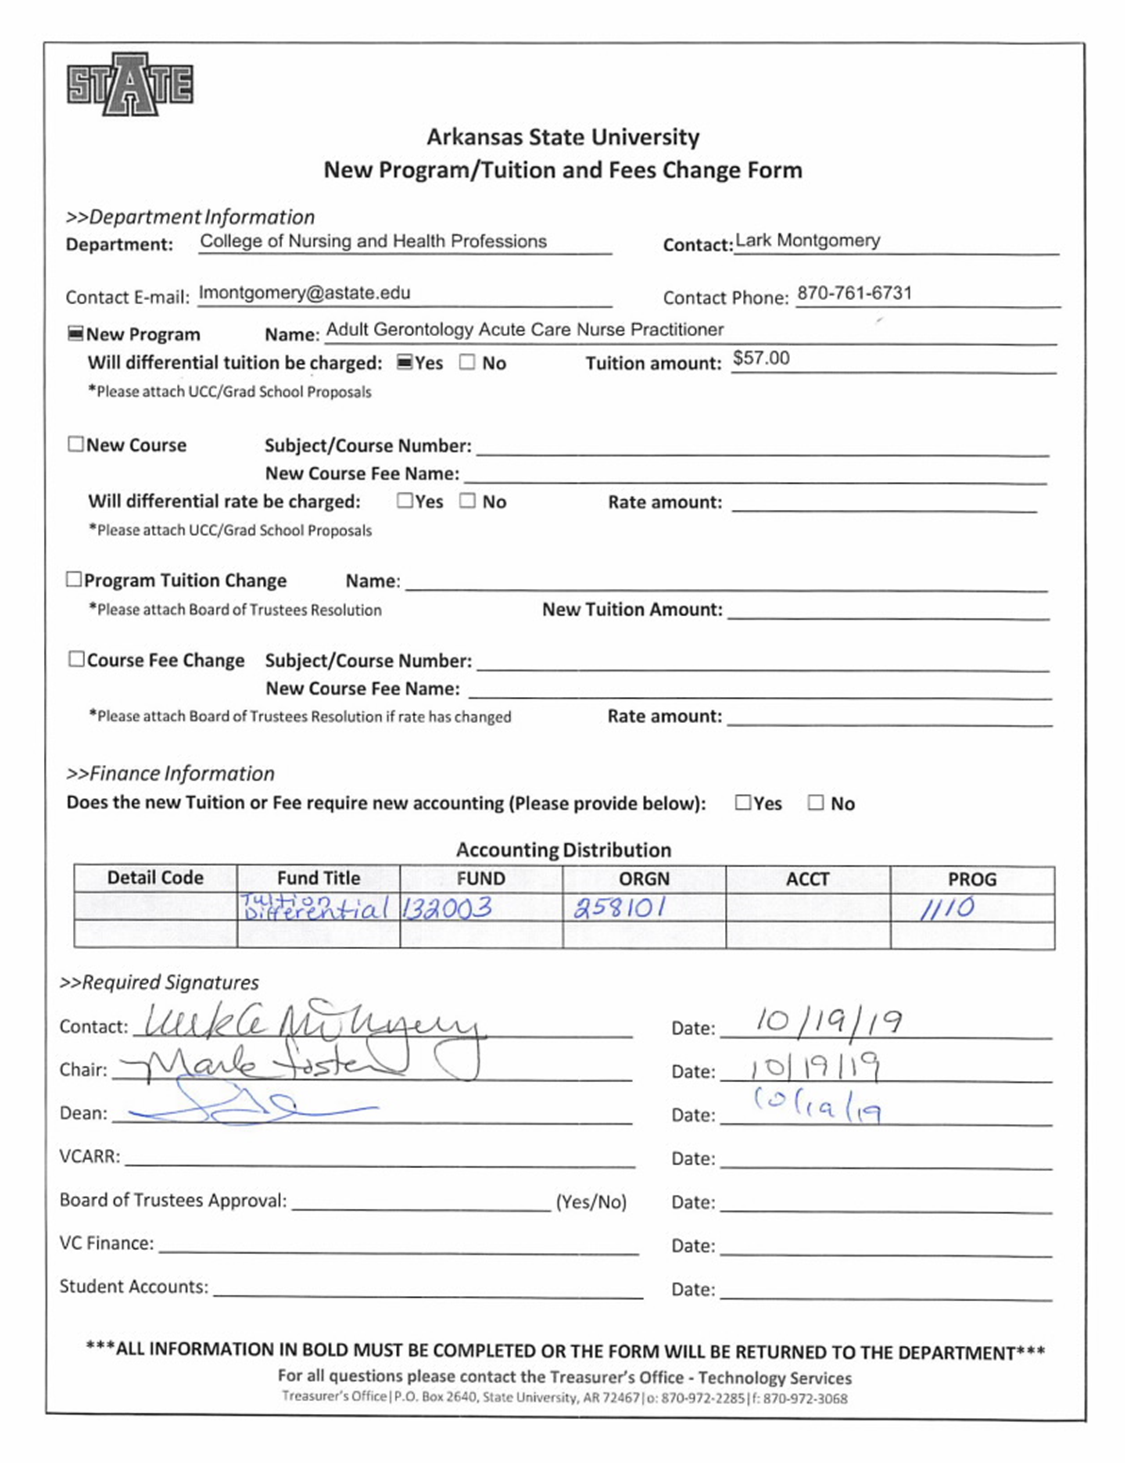 STATE
Arkansas State University
New Program/Tuition and Fees Change Form
>>Department Information
Department: College of Nursing and Health Professions Contact: Lark Montgomery
Contact E-mail: lmontgomery@astate.edu Contact Phone: 870-761-6731
New Program Name: Adult Gerontology Acute Care Nurse Practitioner
Will differential tuition be charged: Yes No Tuition amount: $57.00
*Please attach UCC/Grad School Proposals
New Course Subject/Course Number:
New Course Fee Name:
Will differential rate be charged: Yes No Rate amount:
*Please attach UCC/Grad School Proposals
Program Tuition Change Name:
*Please attach Board of Trustees Resolution New Tuition Amount:
Course Fee Change Subject/Course Number:
New Course Fee Name:
*Please attach Board of Trustees Resolution if rate has changed Rate amount:
>>Finance Information
Does the new Tuition or Fee require new accounting (Please provide below): Yes No
Accounting Distribution
Detail Code Fund Title FUND ORGN ACCT PROG
Tuition Differential 132003 258101 1110
>>Required Signatures
Contact: Date: 10/19/19
Chair: Mark Foster Date: 10/19/19
Dean: Date: 10/19/19
VCARR: Date:
Board of Trustees Approval: (Yes/No) Date:
VC Finance: Date:
Student Accounts: Date:
***ALL INFORMATION IN BOLD MUST BE COMPLETED OR THE FORM WILL BE RETURNED TO THE DEPARTMENT***
For all questions please contact the Treasurer's Office - Technology Services
Treasurer's Office|P.O. Box 2640, State University, AR 72467|o: 870-972-2285|f: 870-972-3068